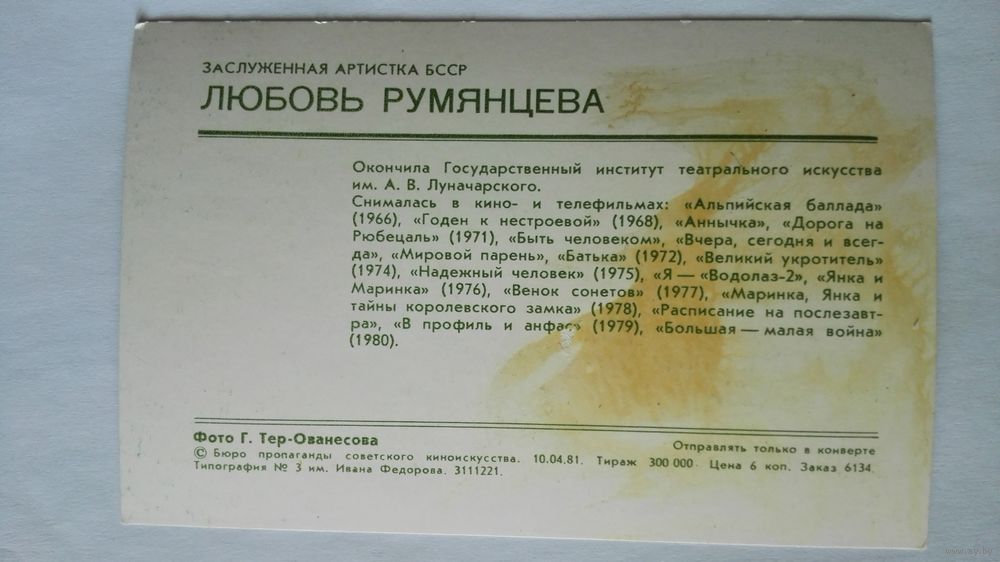 ЗАСЛУЖЕННАЯ АРТИСТКА БССР
ЛЮБОВЬ РУМЯНЦЕВА
Окончила Государственный институт театрального искусства
им. А. В. Луначарского.
Снималась в кино- и телефильмах: «Альпийская баллада»
(1966), «Годен к нестроевой» (1968), «Аннычка», «Дорога на
Рюбецаль» (1971), «Быть человеком», «Вчера, сегодня и всег-
да», «Мировой парень», «Батька» (1972), «Великий укротитель»
(1974), «Надежный человек» (1975), «Я — «Водолаз-2», «Янка и
Маринка» (1976), «Венок сонетов» (1977), «Маринка, Янка и
тайны королевского замка» (1978), «Расписание на послезавт-
ра», «В профиль и анфас» (1979), «Большая — малая война»
(1980).
Фото Г. Тер-Ованесова
Отправлять только в конверте
© Бюро пропаганды советского киноискусства. 10.04.81. Тираж 300 000. Цена 6 коп. Заказ 6134.
Типография № 3 им. Ивана Федорова. 3111221.
www.ay.by